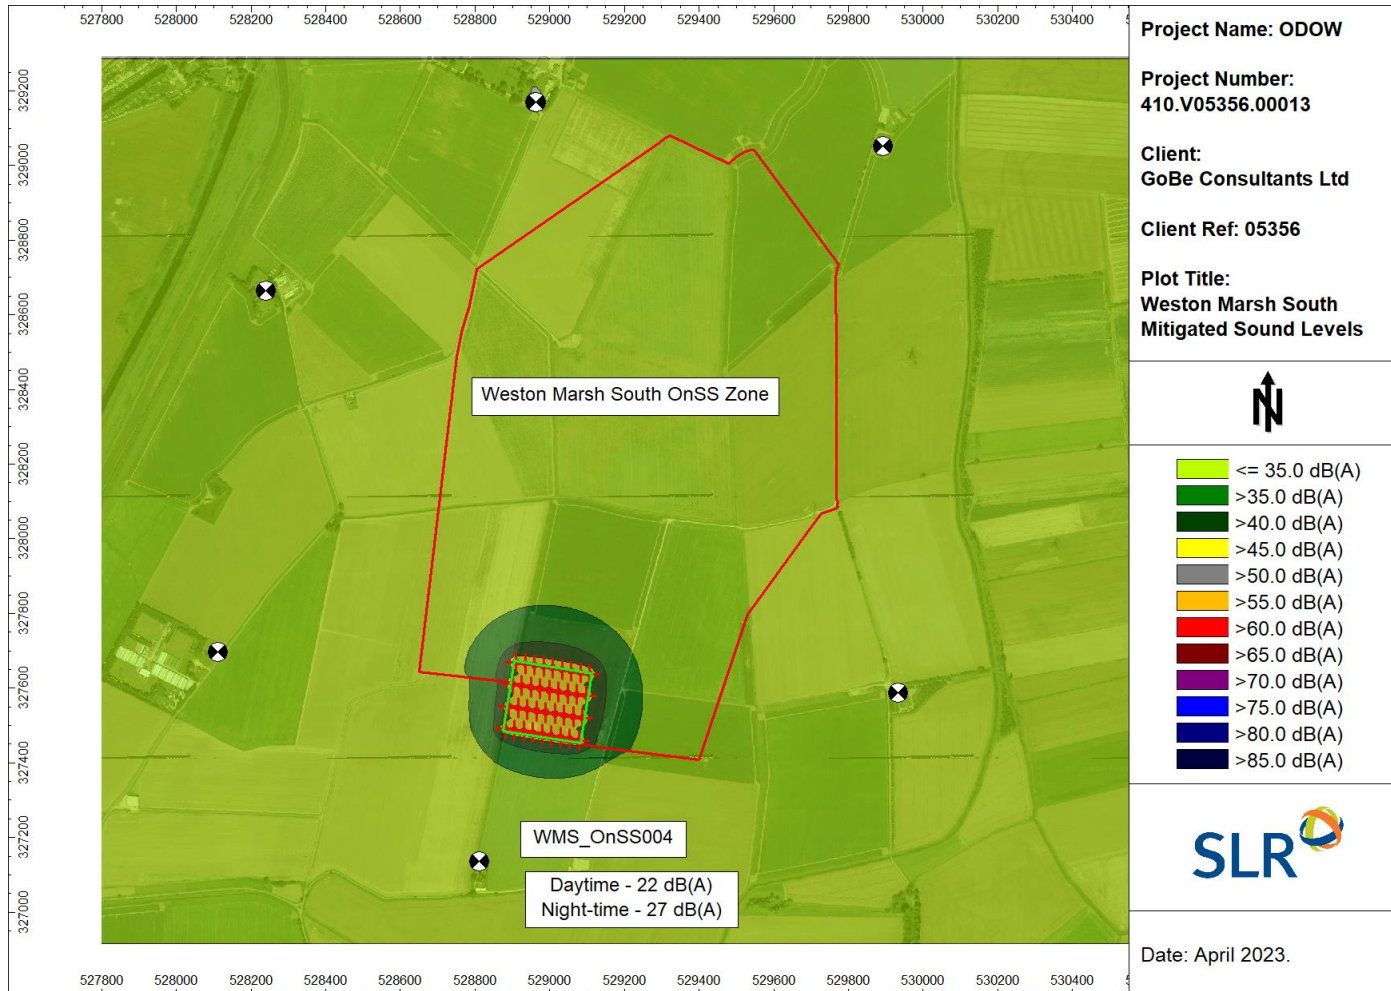 527800 528000 528200 528400 528600 528800 529000 529200 529400 529600 529800 530000 530200 530400
329200
329000
328800
328600
328400
328200
328000
327800
327600
327400
327200
327000
Weston Marsh South OnSS Zone
WMS_OnSS004
Daytime - 22 dB(A)
Night-time - 27 dB(A)
527800 528000 528200 528400 528600 528800 529000 529200 529400 529600 529800 530000 530200 530400
Project Name: ODOW
Project Number:
410.V05356.00013
Client:
GoBe Consultants Ltd
Client Ref: 05356
Plot Title:
Weston Marsh South
Mitigated Sound Levels
N
<= 35.0 dB(A)
>35.0 dB(A)
>40.0 dB(A)
>45.0 dB(A)
>50.0 dB(A)
>55.0 dB(A)
>60.0 dB(A)
>65.0 dB(A)
>70.0 dB(A)
>75.0 dB(A)
>80.0 dB(A)
>85.0 dB(A)
SLR
Date: April 2023.